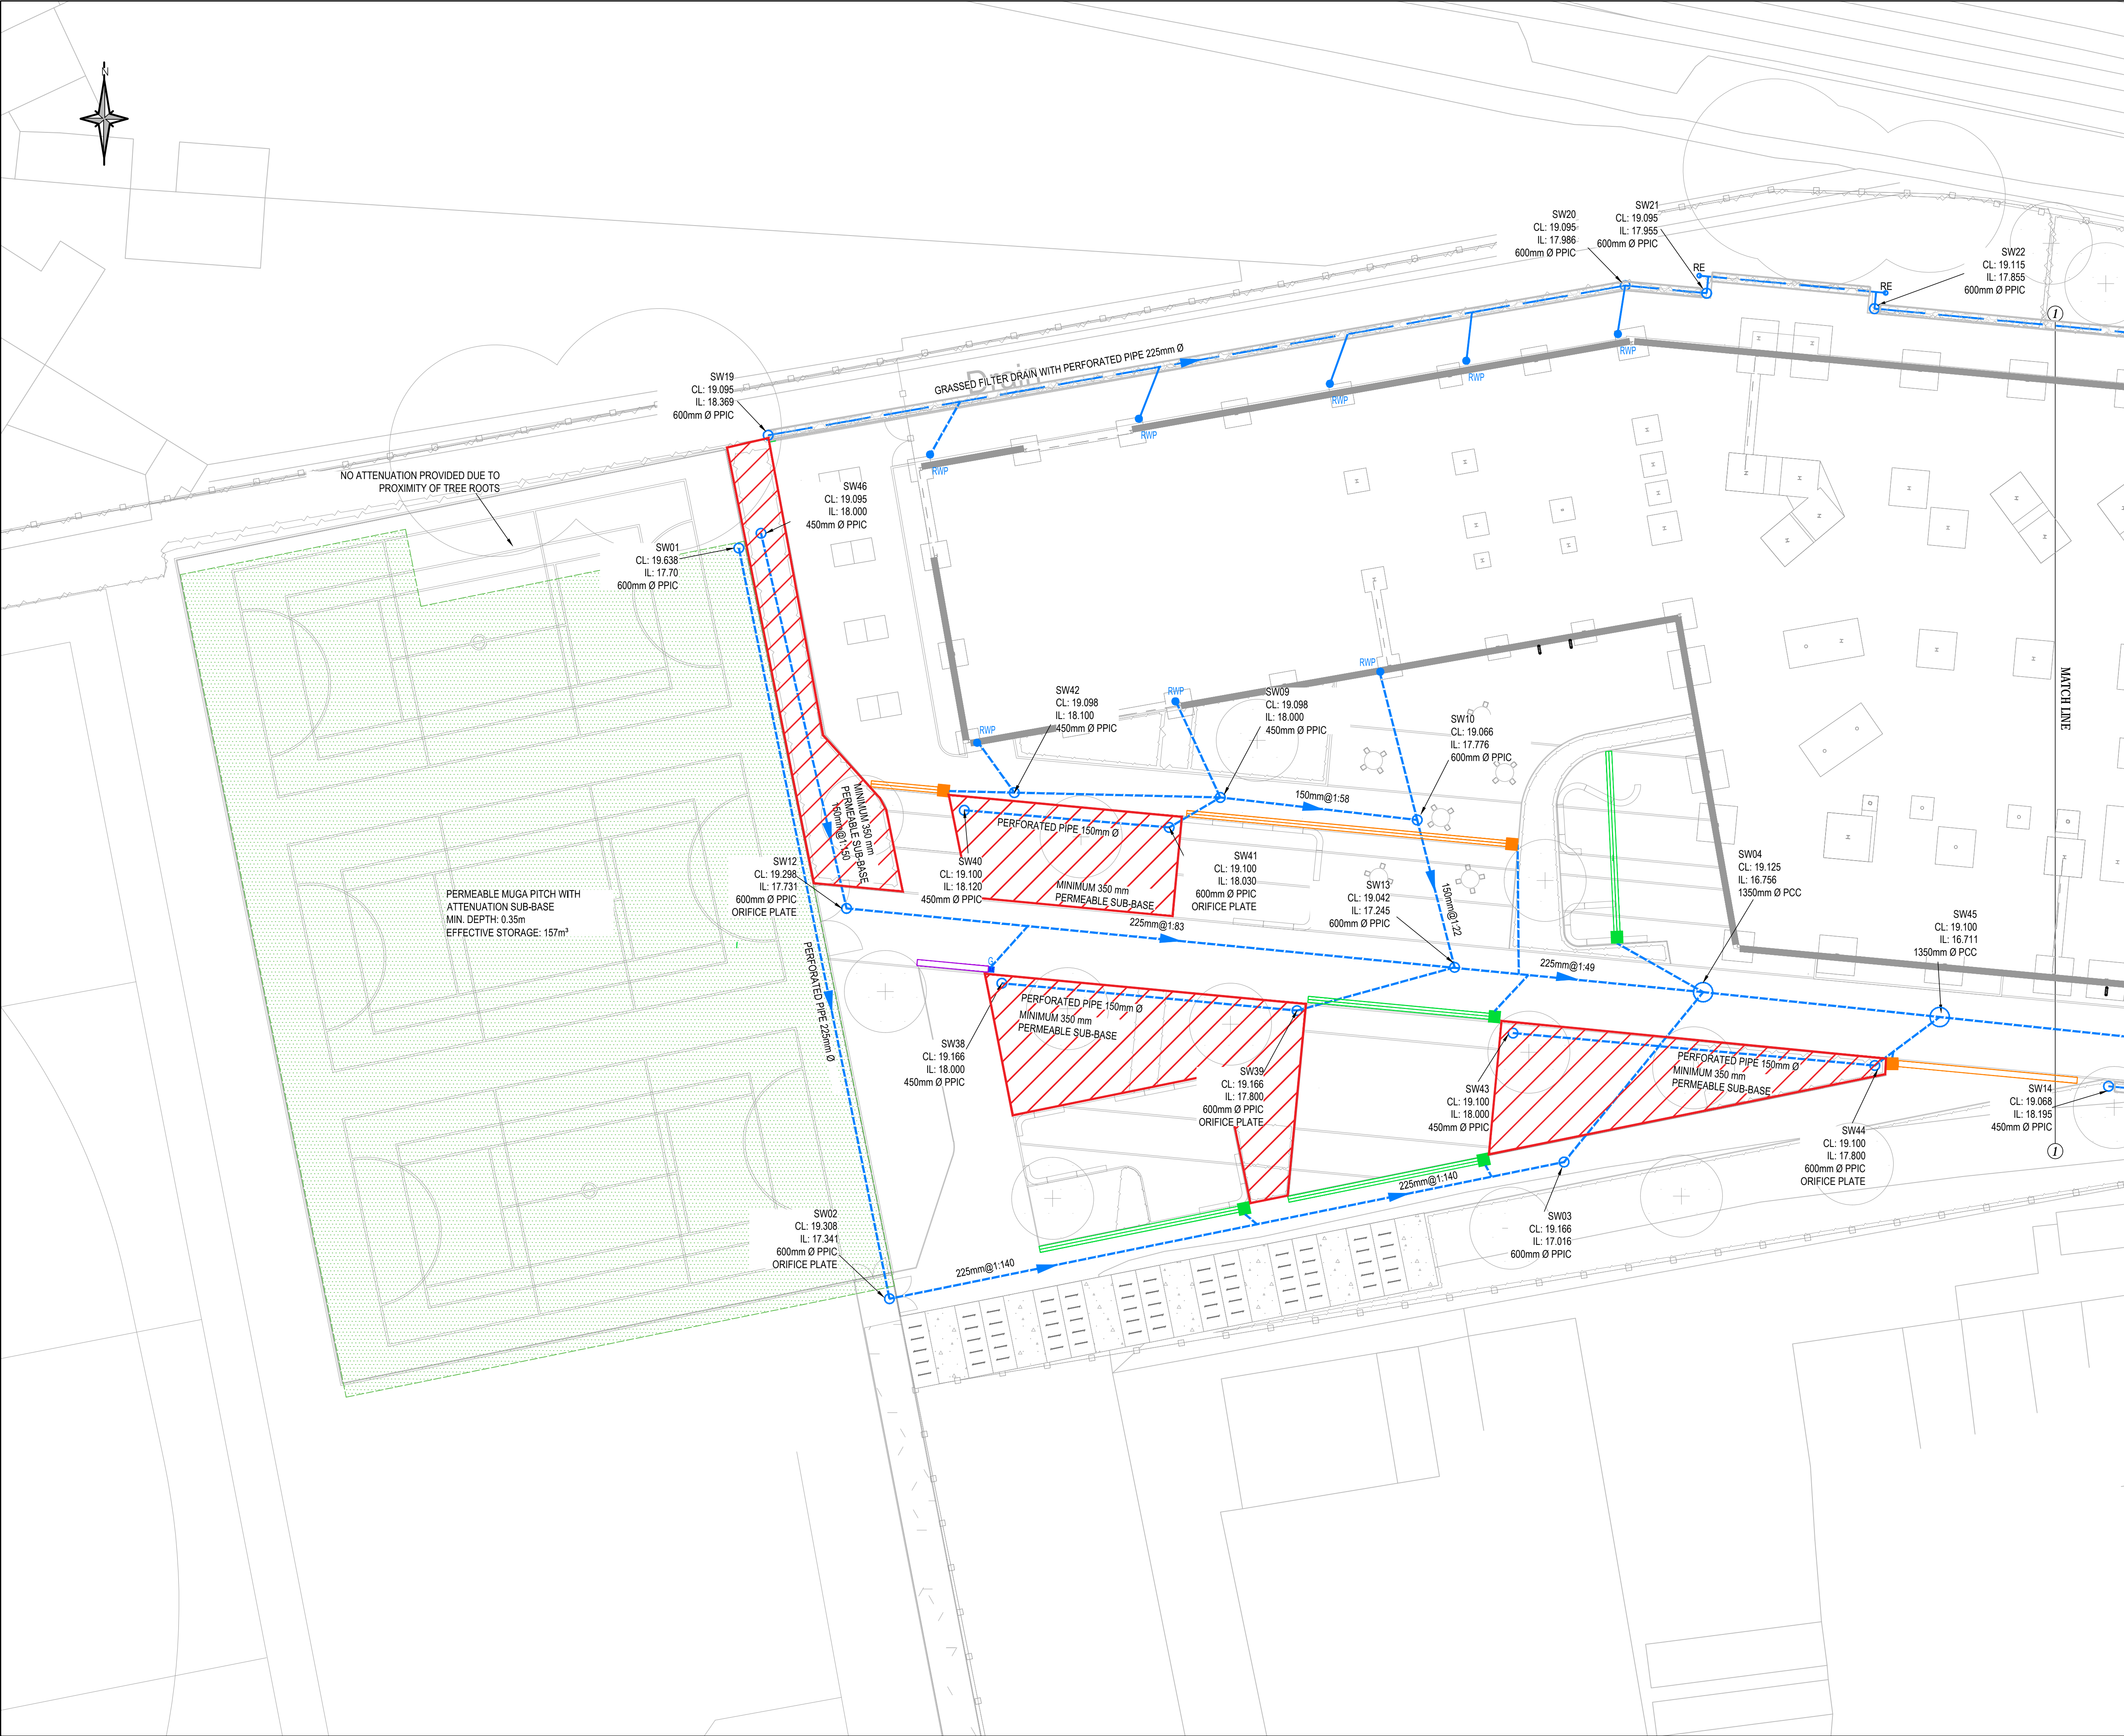 N
SW20
CL: 19.095
IL: 17.986
600mm Ø PPIC
SW21
CL: 19.095
IL: 17.955
600mm Ø PPIC
SW22
CL: 19.115
IL: 17.855
600mm Ø PPIC
RE
RE
1
Drain
GRASSED FILTER DRAIN WITH PERFORATED PIPE 225mm Ø
RWP
RWP
RWP
RWP
RWP
SW19
CL: 19.095
IL: 18.369
600mm Ø PPIC
NO ATTENUATION PROVIDED DUE TO
PROXIMITY OF TREE ROOTS
SW46
CL: 19.095
IL: 18.000
450mm Ø PPIC
SW01
CL: 19.638
IL: 17.70
600mm Ø PPIC
MATCH LINE
RWP
RWP
RWP
SW42
CL: 19.098
IL: 18.100
450mm Ø PPIC
SW09
CL: 19.098
IL: 18.000
450mm Ø PPIC
SW10
CL: 19.066
IL: 17.776
600mm Ø PPIC
150mm@1:58
MINIMUM 350 mm
PERMEABLE SUB-BASE
150mm@1:150
PERFORATED PIPE 150mm Ø
MINIMUM 350 mm
PERMEABLE SUB-BASE
SW12
CL: 19.298
IL: 17.731
600mm Ø PPIC
ORIFICE PLATE
SW40
CL: 19.100
IL: 18.120
450mm Ø PPIC
SW41
CL: 19.100
IL: 18.030
600mm Ø PPIC
ORIFICE PLATE
SW13
CL: 19.042
IL: 17.245
600mm Ø PPIC
150mm@1:22
SW04
CL: 19.125
IL: 16.756
1350mm Ø PCC
SW45
CL: 19.100
IL: 16.711
1350mm Ø PCC
PERMEABLE MUGA PITCH WITH
ATTENUATION SUB-BASE
MIN. DEPTH: 0.35m
EFFECTIVE STORAGE: 157m³
225mm@1:83
225mm@1:49
PERFORATED PIPE 225mm Ø
G
PERFORATED PIPE 150mm Ø
MINIMUM 350 mm
PERMEABLE SUB-BASE
SW38
CL: 19.166
IL: 18.000
450mm Ø PPIC
SW39
CL: 19.166
IL: 17.800
600mm Ø PPIC
ORIFICE PLATE
PERFORATED PIPE 150mm Ø
MINIMUM 350 mm
PERMEABLE SUB-BASE
SW43
CL: 19.100
IL: 18.000
450mm Ø PPIC
SW14
CL: 19.068
IL: 18.195
450mm Ø PPIC
SW44
CL: 19.100
IL: 17.800
600mm Ø PPIC
ORIFICE PLATE
1
225mm@1:140
SW02
CL: 19.308
IL: 17.341
600mm Ø PPIC
ORIFICE PLATE
SW03
CL: 19.166
IL: 17.016
600mm Ø PPIC
225mm@1:140